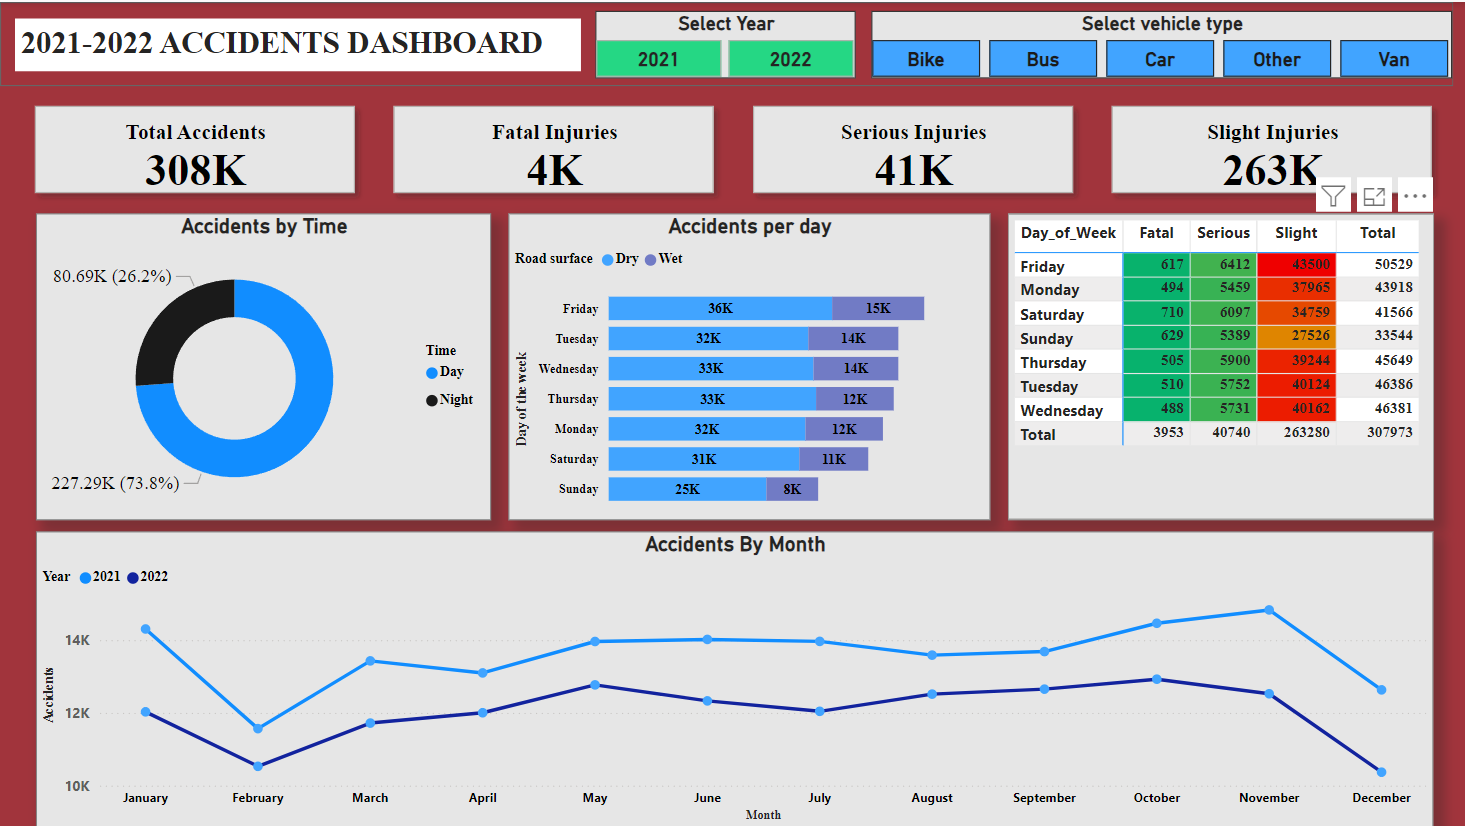 2021-2022 ACCIDENTS DASHBOARD
Select Year
2021 2022
Select vehicle type
Bike Bus Car Other Van
Total Accidents
308K
Fatal Injuries
4K
Serious Injuries
41K
Slight Injuries
263K
Accidents by Time
80.69K (26.2%)
227.29K (73.8%)
Time
Day
Night
Accidents per day
Road surface Dry Wet
Day of the week
Friday 36K 15K
Tuesday 32K 14K
Wednesday 33K 14K
Thursday 33K 12K
Monday 32K 12K
Saturday 31K 11K
Sunday 25K 8K
Day_of_Week Fatal Serious Slight Total
Friday 617 6412 43500 50529
Monday 494 5459 37965 43918
Saturday 710 6097 34759 41566
Sunday 629 5389 27526 33544
Thursday 505 5900 39244 45649
Tuesday 510 5752 40124 46386
Wednesday 488 5731 40162 46381
Total 3953 40740 263280 307973
Accidents By Month
Year 2021 2022
Accidents
14K
12K
10K
January February March April May June July August September October November December
Month